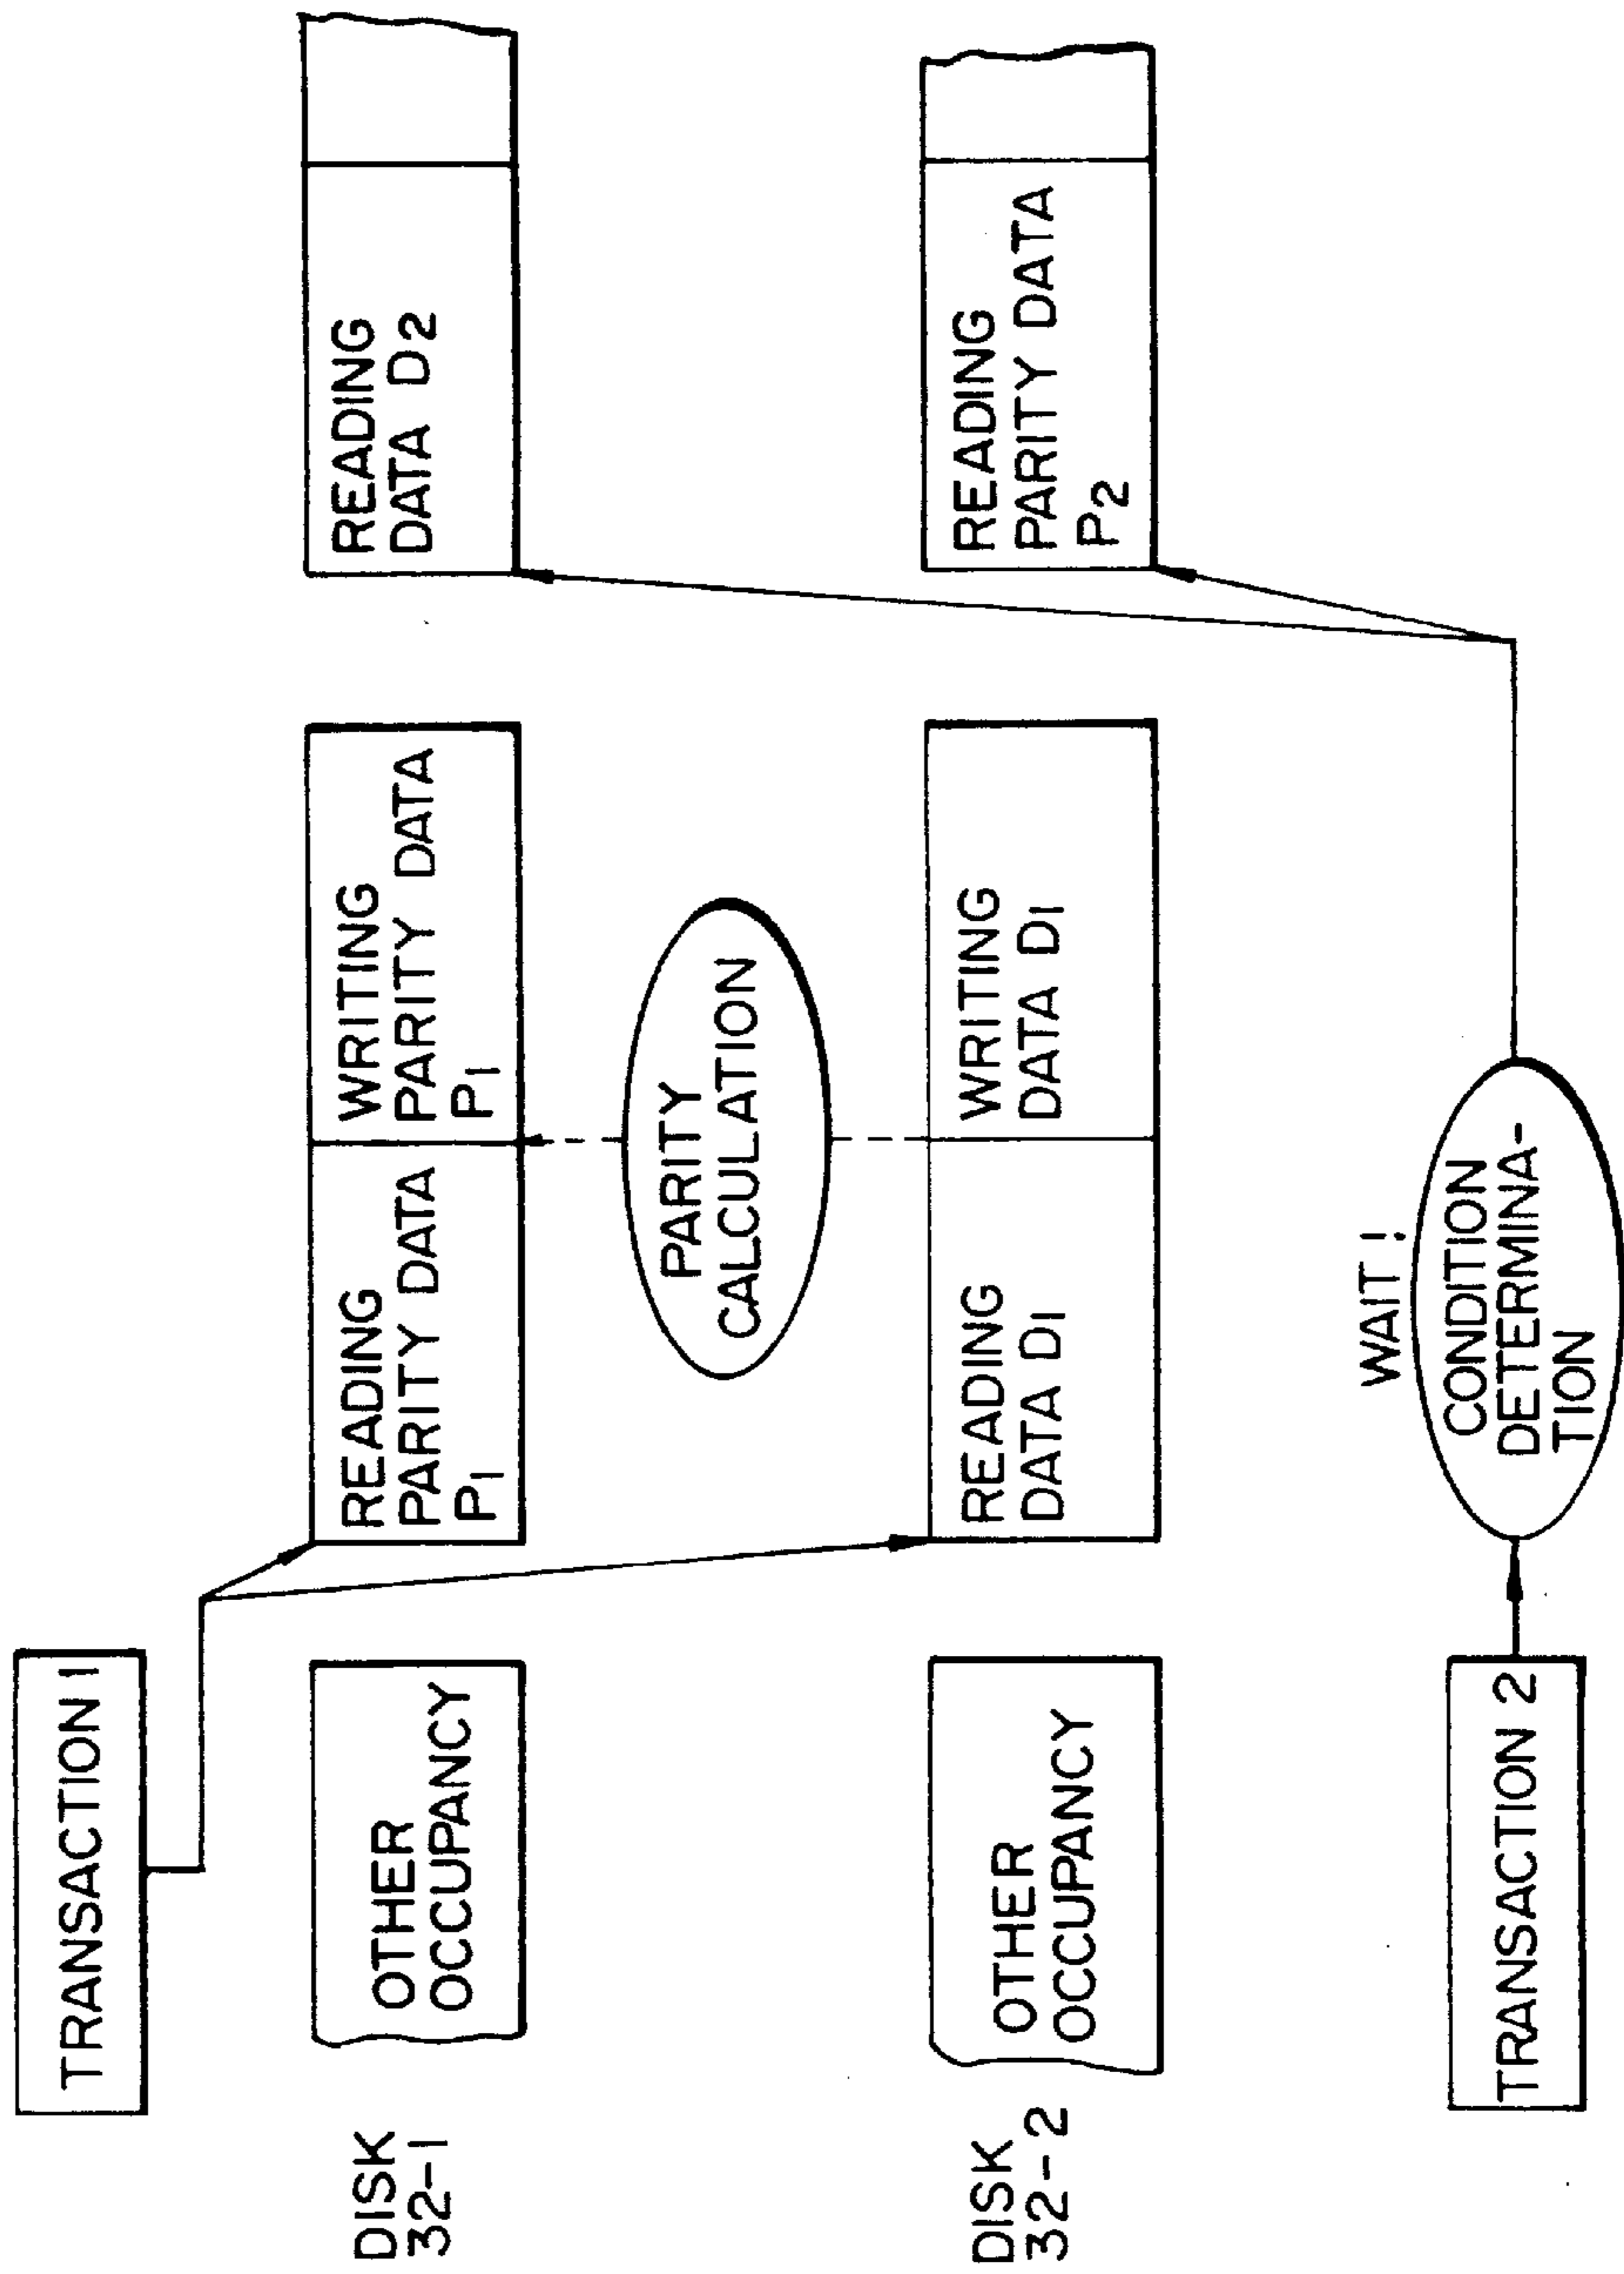 TRANSACTION 1
DISK
32-1
OTHER
OCCUPANCY
READING
PARITY DATA
P1
WRITING
PARITY DATA
P1
READING
DATA D2
PARITY
CALCULATION
DISK
32-2
OTHER
OCCUPANCY
READING
DATA D1
WRITING
DATA D1
READING
PARITY DATA
P2
WAIT !
TRANSACTION 2
CONDITION
DETERMINA-
TION